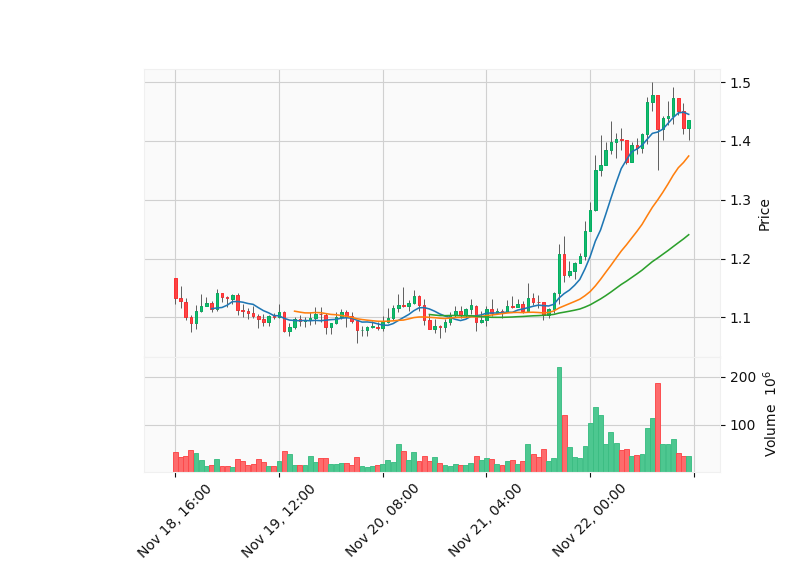 1.5
1.4
1.3
1.2
1.1
Price
200
100
Volume 10^6
Nov 18, 16:00
Nov 19, 12:00
Nov 20, 08:00
Nov 21, 04:00
Nov 22, 00:00